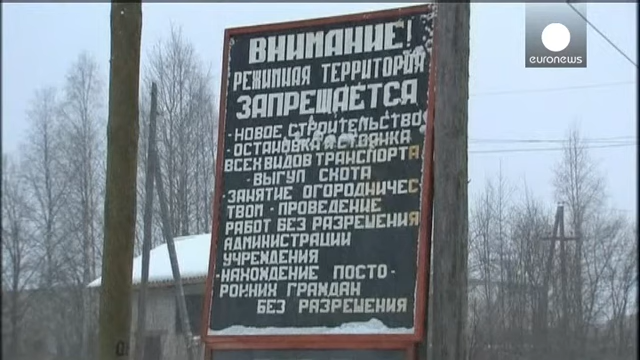 ВНИМАНИЕ!
РЕЖИМНАЯ ТЕРРИТОРИЯ
ЗАПРЕЩАЕТСЯ
-НОВОЕ СТРОИТЕЛЬСТВО
-ОСТАНОВКА И СТОЯНКА
ВСЕХ ВИДОВ ТРАНСПОРТА
-ВЫГУЛ СКОТА
-ЗАНЯТИЕ ОГОРОДНИЧЕС
ТВОМ-ПРОВЕДЕНИЕ
РАБОТ БЕЗ РАЗРЕШЕНИЯ
АДМИНИСТРАЦИИ
УЧРЕЖДЕНИЯ
-НАХОЖДЕНИЕ ПОСТО-
РОННИХ ГРАЖДАН
БЕЗ РАЗРЕШЕНИЯ
euronews